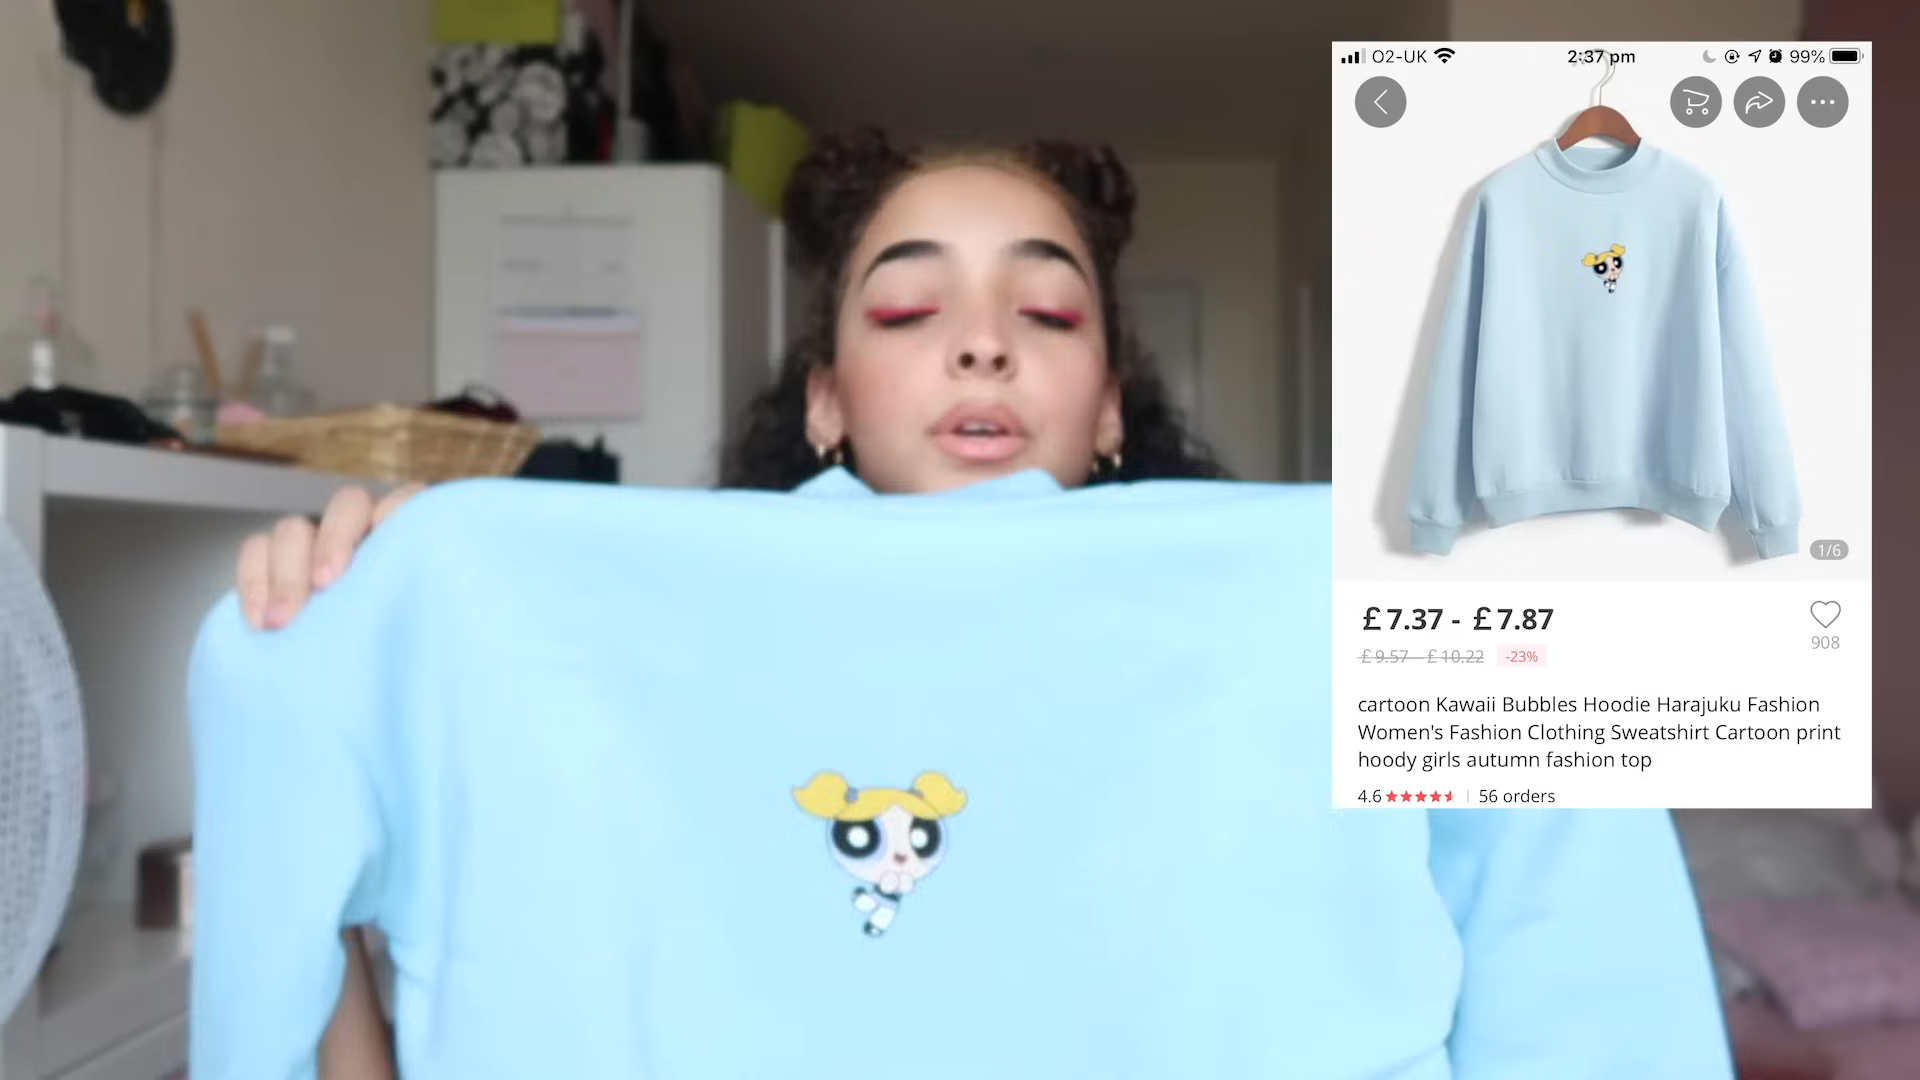 O2-UK
2:37 pm
99%
1/6
£7.37 - £7.87
908
£9.57 - £10.22 -23%
cartoon Kawaii Bubbles Hoodie Harajuku Fashion
Women's Fashion Clothing Sweatshirt Cartoon print
hoody girls autumn fashion top
4.6 56 orders